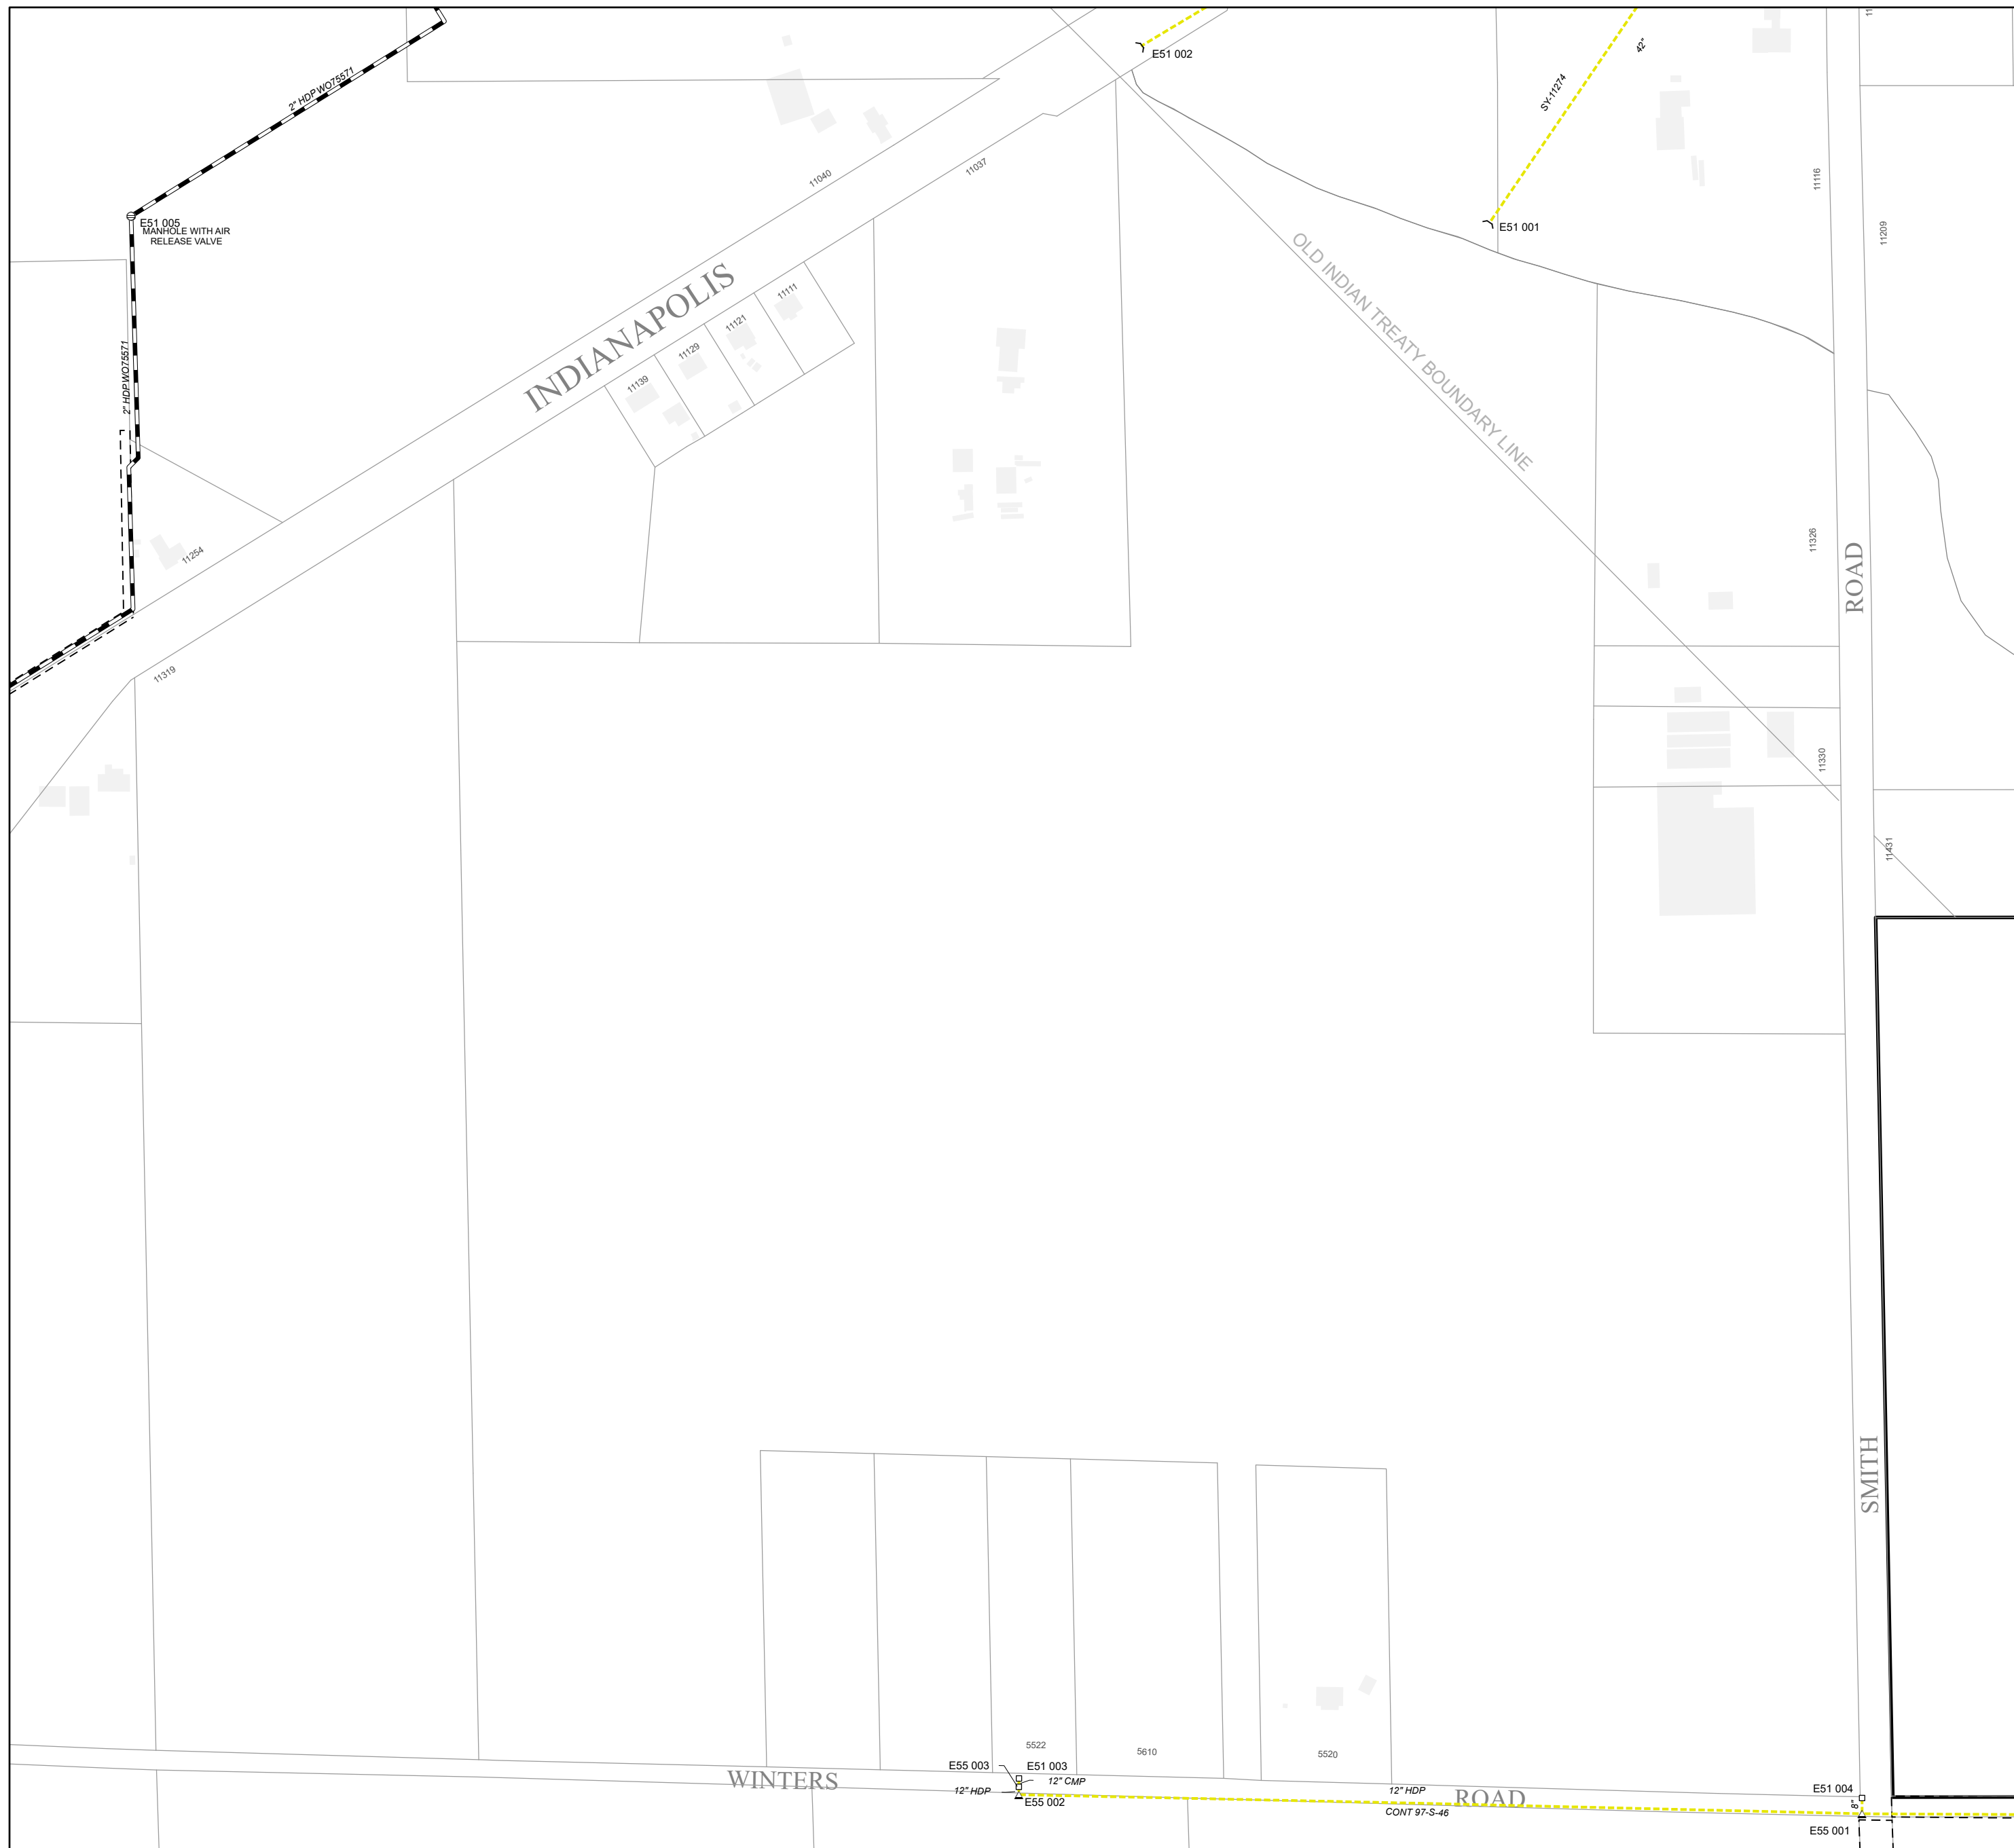 11
E51 002
42"
SY-11274
2" HDP WO75571
11040
11037
11116
E51 005
MANHOLE WITH AIR
RELEASE VALVE
E51 001
11209
OLD INDIAN TREATY BOUNDARY LINE
INDIANAPOLIS
11111
11121
11129
11139
2" HDP WO75571
11254
11326
ROAD
11319
11330
11431
SMITH
5522
5610
5520
E55 003
E51 003
12" CMP
WINTERS
12" HDP
12" HDP
ROAD
E51 004
E55 002
8"
CONT 97-S-46
E55 001